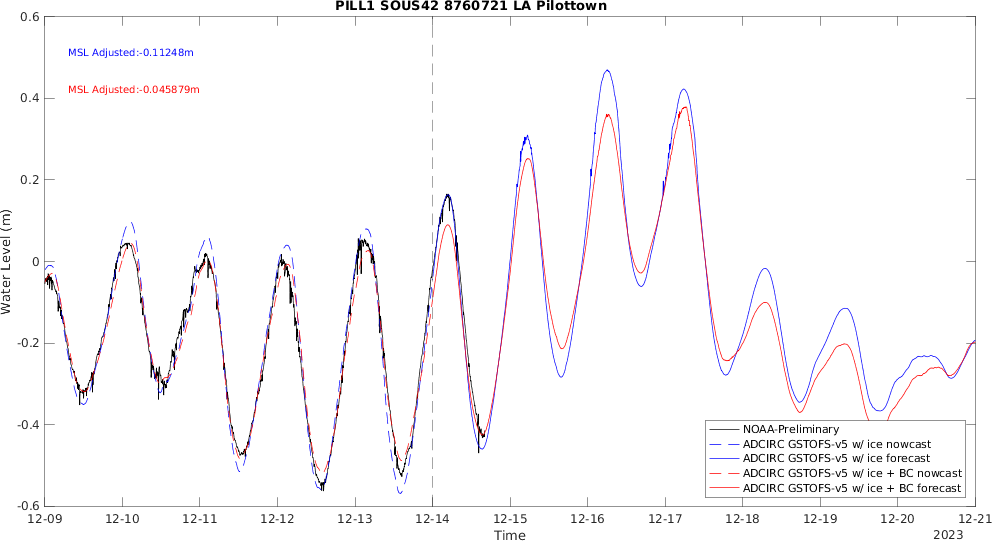 PILL1 SOUS42 8760721 LA Pilottown
0.6
MSL Adjusted:-0.11248m
MSL Adjusted:-0.045879m
0.4
0.2
0
-0.2
-0.4
-0.6
Water Level (m)
NOAA-Preliminary
ADCIRC GSTOFS-v5 w/ ice nowcast
ADCIRC GSTOFS-v5 w/ ice forecast
ADCIRC GSTOFS-v5 w/ ice + BC nowcast
ADCIRC GSTOFS-v5 w/ ice + BC forecast
12-09 12-10 12-11 12-12 12-13 12-14 12-15 12-16 12-17 12-18 12-19 12-20 12-21
Time
2023